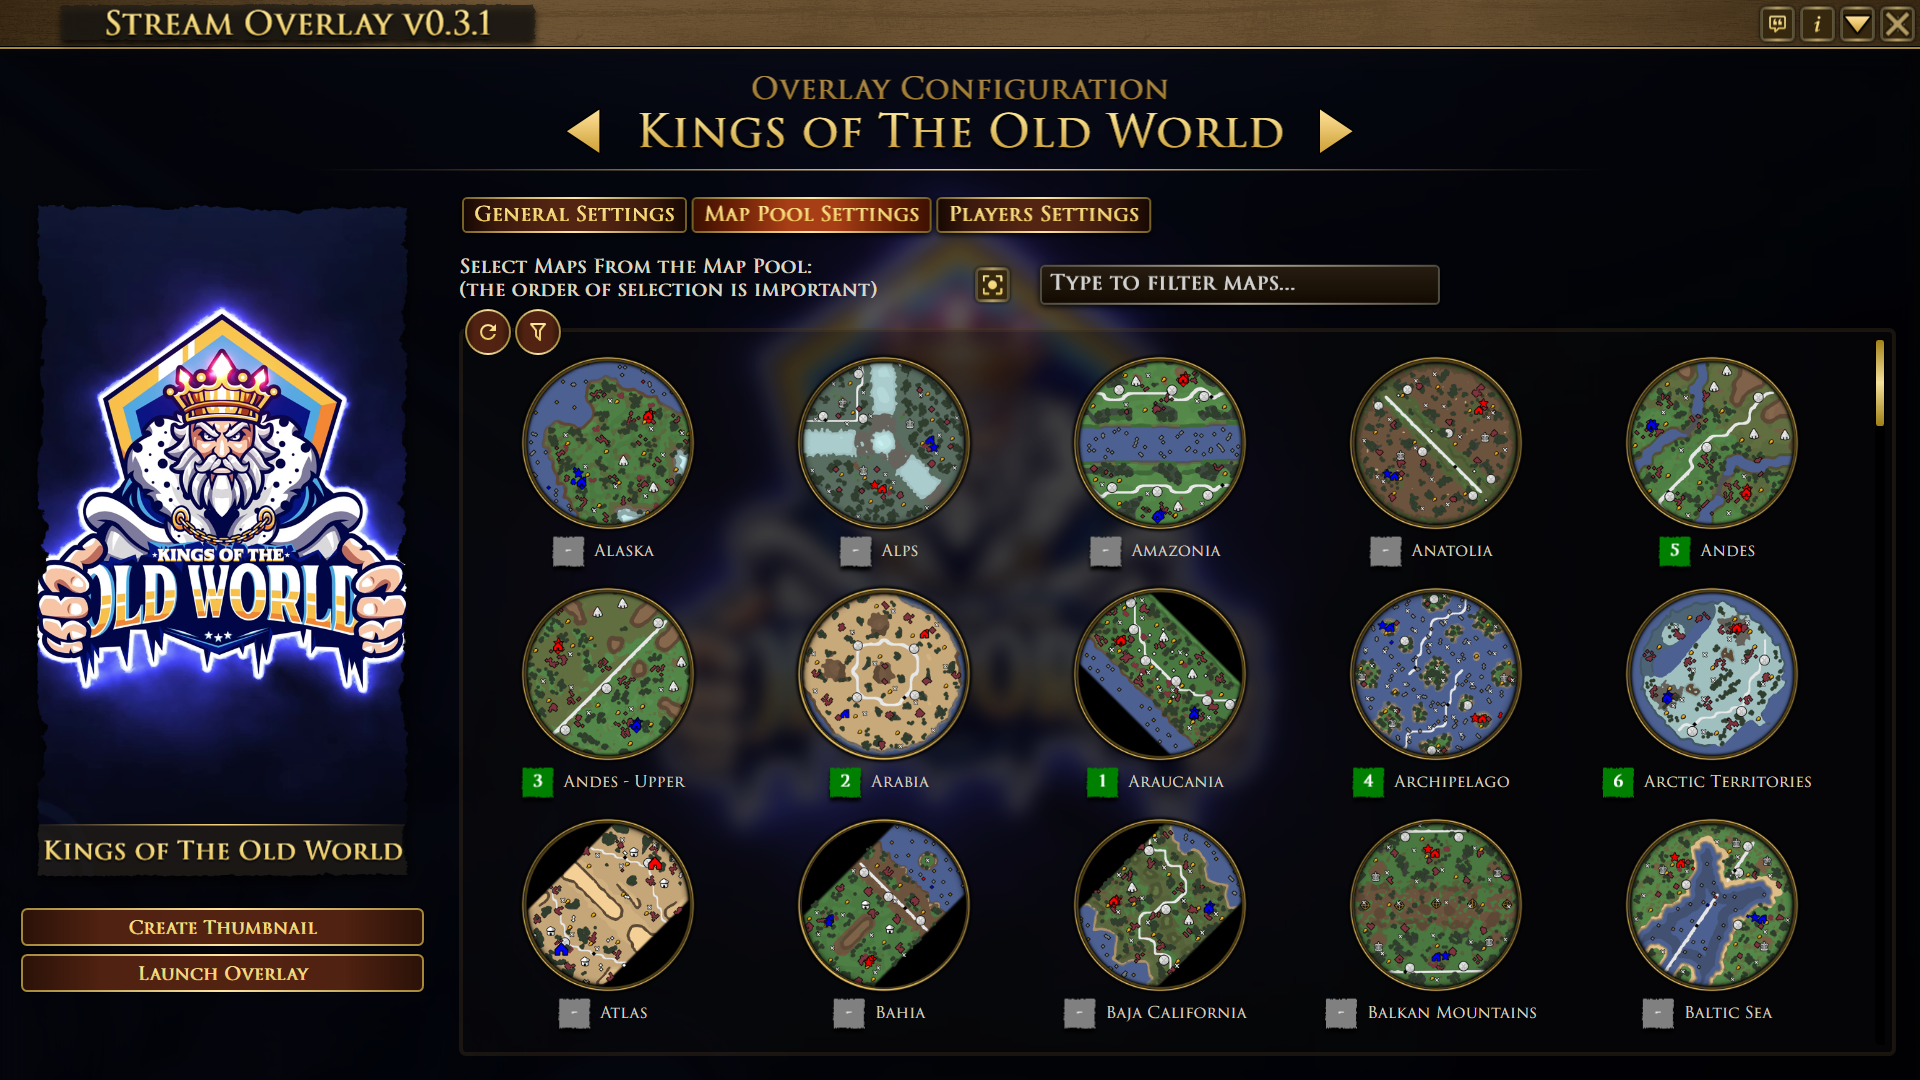 Stream Overlay v0.3.1
Overlay Configuration
Kings of The Old World
General Settings
Map Pool Settings
Players Settings
Select Maps From the Map Pool:
(the order of selection is important)
Type to filter maps...
Kings of the
Old World
Kings of The Old World
Create Thumbnail
Launch Overlay
- Alaska
- Alps
- Amazonia
- Anatolia
5 Andes
3 Andes - Upper
2 Arabia
1 Araucania
4 Archipelago
6 Arctic Territories
- Atlas
- Bahia
- Baja California
- Balkan Mountains
- Baltic Sea